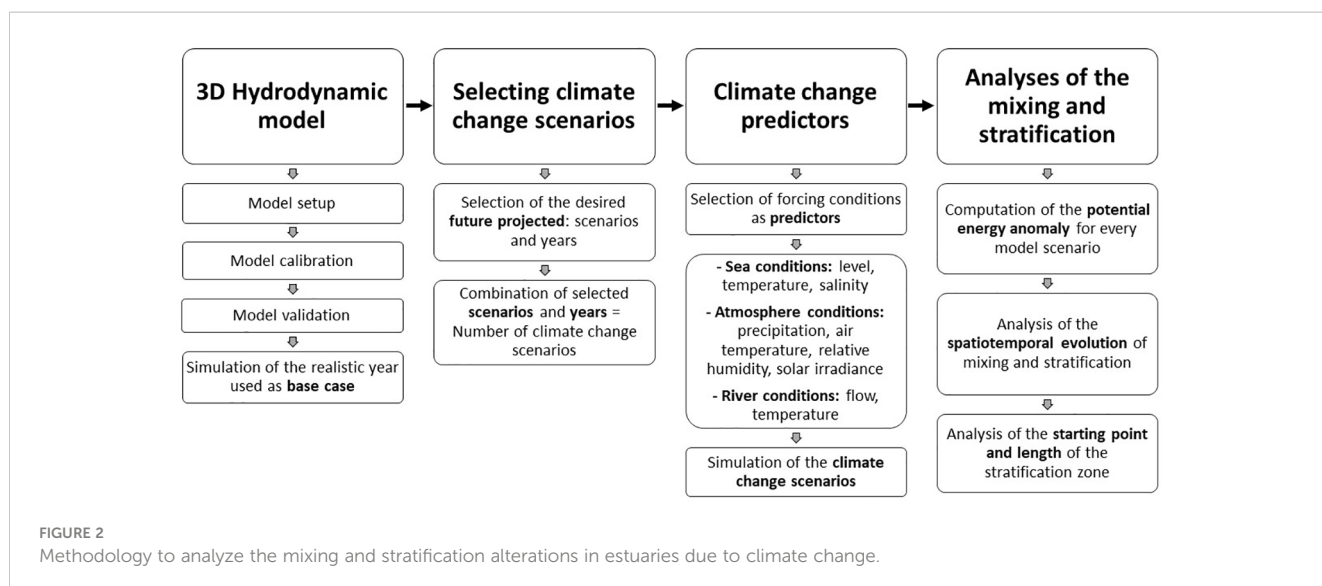 3D Hydrodynamic
model
Model setup
Model calibration
Model validation
Simulation of the realistic year
used as base case
Selecting climate
change scenarios
Selection of the desired
future projected: scenarios
and years
Combination of selected
scenarios and years =
Number of climate change
scenarios
Climate change
predictors
Selection of forcing conditions
as predictors
- Sea conditions: level,
temperature, salinity
- Atmosphere conditions:
precipitation, air
temperature, relative
humidity, solar irradiance
- River conditions: flow,
temperature
Simulation of the climate
change scenarios
Analyses of the
mixing and
stratification
Computation of the potential
energy anomaly for every
model scenario
Analysis of the
spatiotemporal evolution of
mixing and stratification
Analysis of the starting point
and length of the
stratification zone
FIGURE 2
Methodology to analyze the mixing and stratification alterations in estuaries due to climate change.